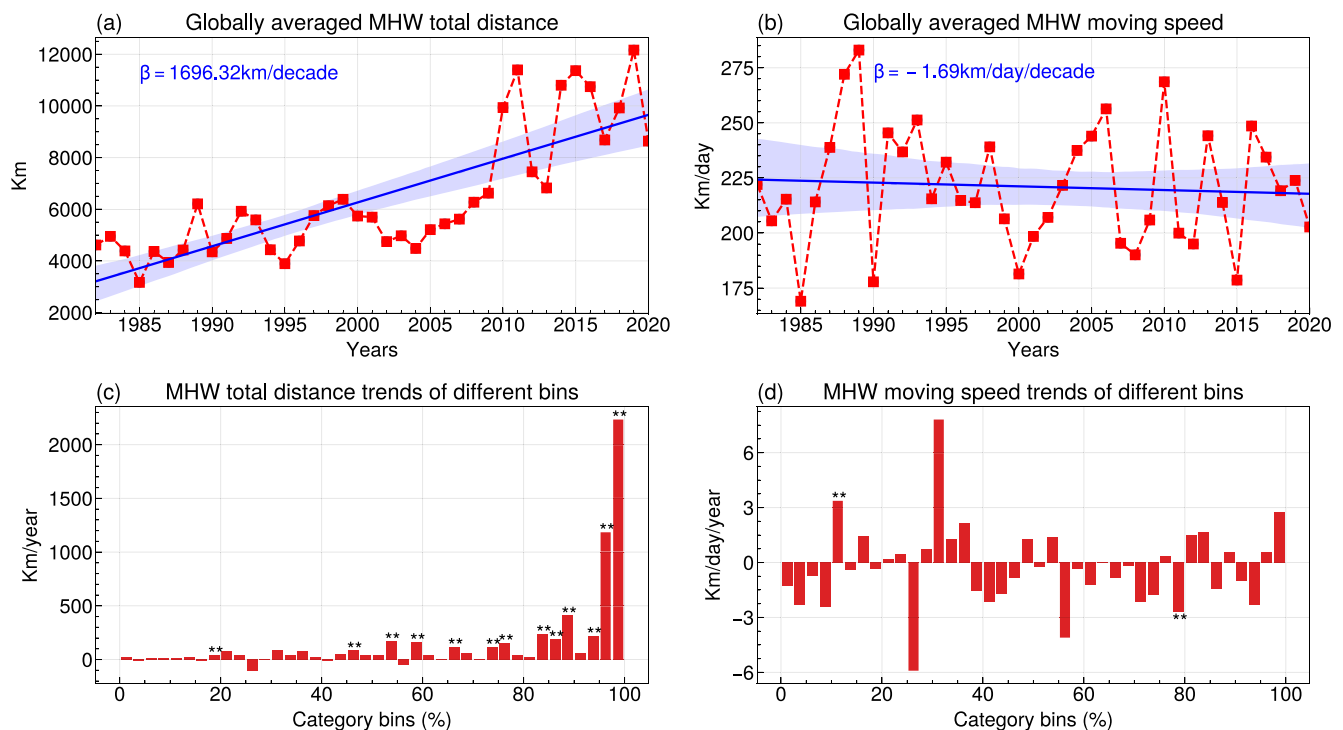 (a) Globally averaged MHW total distance
β = 1696.32km/decade
Km
12000
10000
8000
6000
4000
2000
1985 1990 1995 2000 2005 2010 2015 2020
Years
(b) Globally averaged MHW moving speed
β = − 1.69km/day/decade
Km/day
275
250
225
200
175
1985 1990 1995 2000 2005 2010 2015 2020
Years
(c) MHW total distance trends of different bins
Km/year
2000
1500
1000
500
0
** ** ** ** ** ** ** ** ** ** ** ** **
0 20 40 60 80 100
Category bins (%)
(d) MHW moving speed trends of different bins
Km/day/year
6
3
0
−3
−6
** **
0 20 40 60 80 100
Category bins (%)